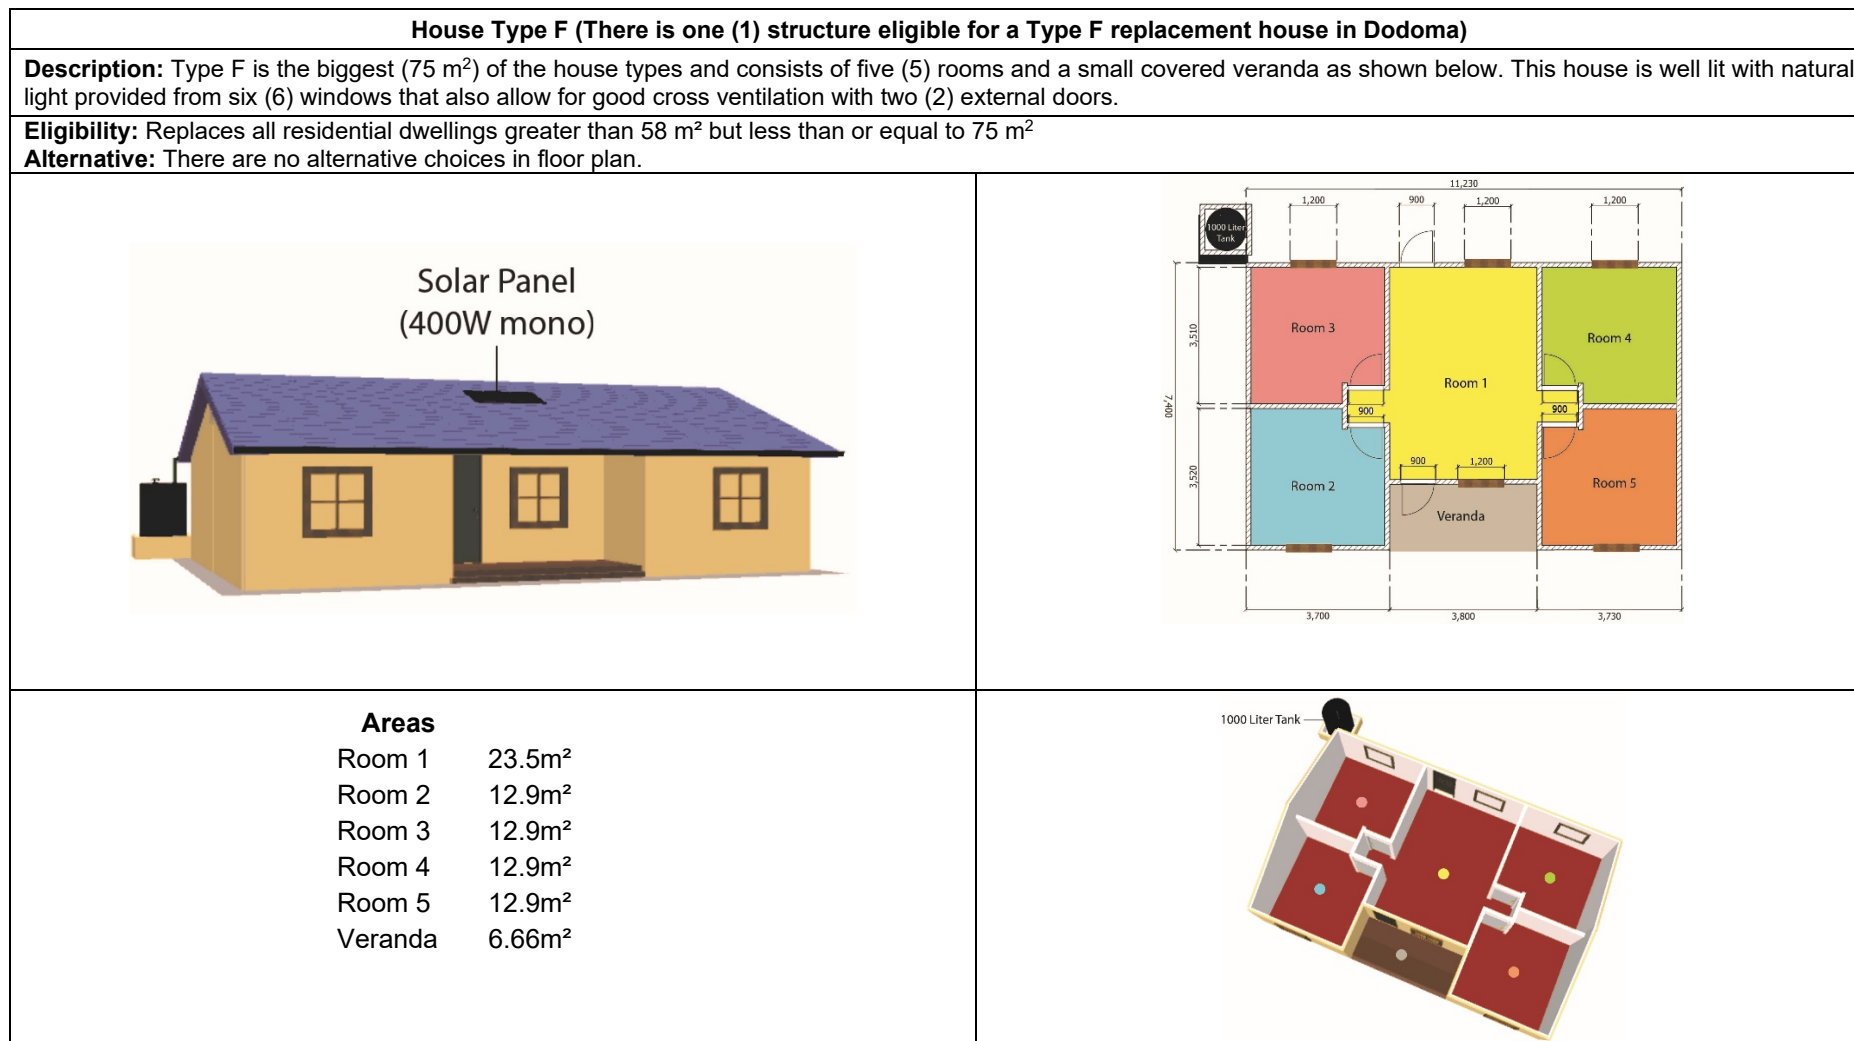 House Type F (There is one (1) structure eligible for a Type F replacement house in Dodoma)
Description: Type F is the biggest (75 m²) of the house types and consists of five (5) rooms and a small covered veranda as shown below. This house is well lit with natural
light provided from six (6) windows that also allow for good cross ventilation with two (2) external doors.
Eligibility: Replaces all residential dwellings greater than 58 m² but less than or equal to 75 m²
Alternative: There are no alternative choices in floor plan.
Solar Panel
(400W mono)
11,230
1,200
900
1,200
1,200
1000 Liter
Tank
Room 3
Room 4
3,510
Room 1
7,400
900
900
900
1,200
3,520
Room 2
Room 5
Veranda
3,700
3,800
3,730
Areas
Room 1 23.5m²
Room 2 12.9m²
Room 3 12.9m²
Room 4 12.9m²
Room 5 12.9m²
Veranda 6.66m²
1000 Liter Tank